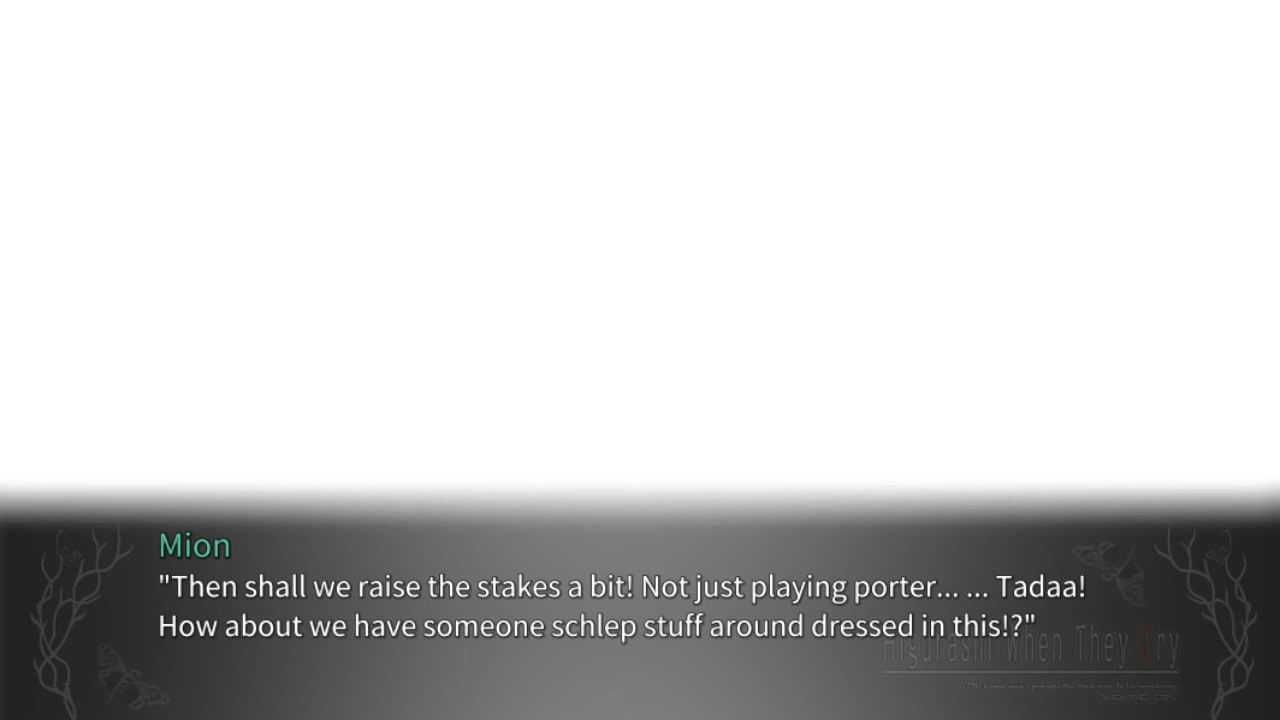 Mion
"Then shall we raise the stakes a bit! Not just playing porter... ... Tadaa!
How about we have someone schlep stuff around dressed in this!?"
Higurashi When They Cry